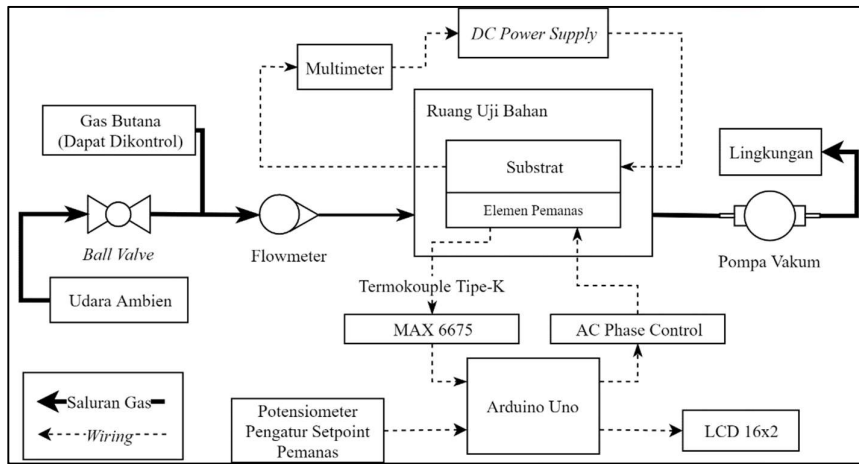 DC Power Supply
Multimeter
Gas Butana
(Dapat Dikontrol)
Ruang Uji Bahan
Substrat
Lingkungan
Elemen Pemanas
Ball Valve
Flowmeter
Pompa Vakum
Udara Ambien
Termokouple Tipe-K
MAX 6675
AC Phase Control
Saluran Gas
Wiring
Potensiometer
Pengatur Setpoint
Pemanas
Arduino Uno
LCD 16x2